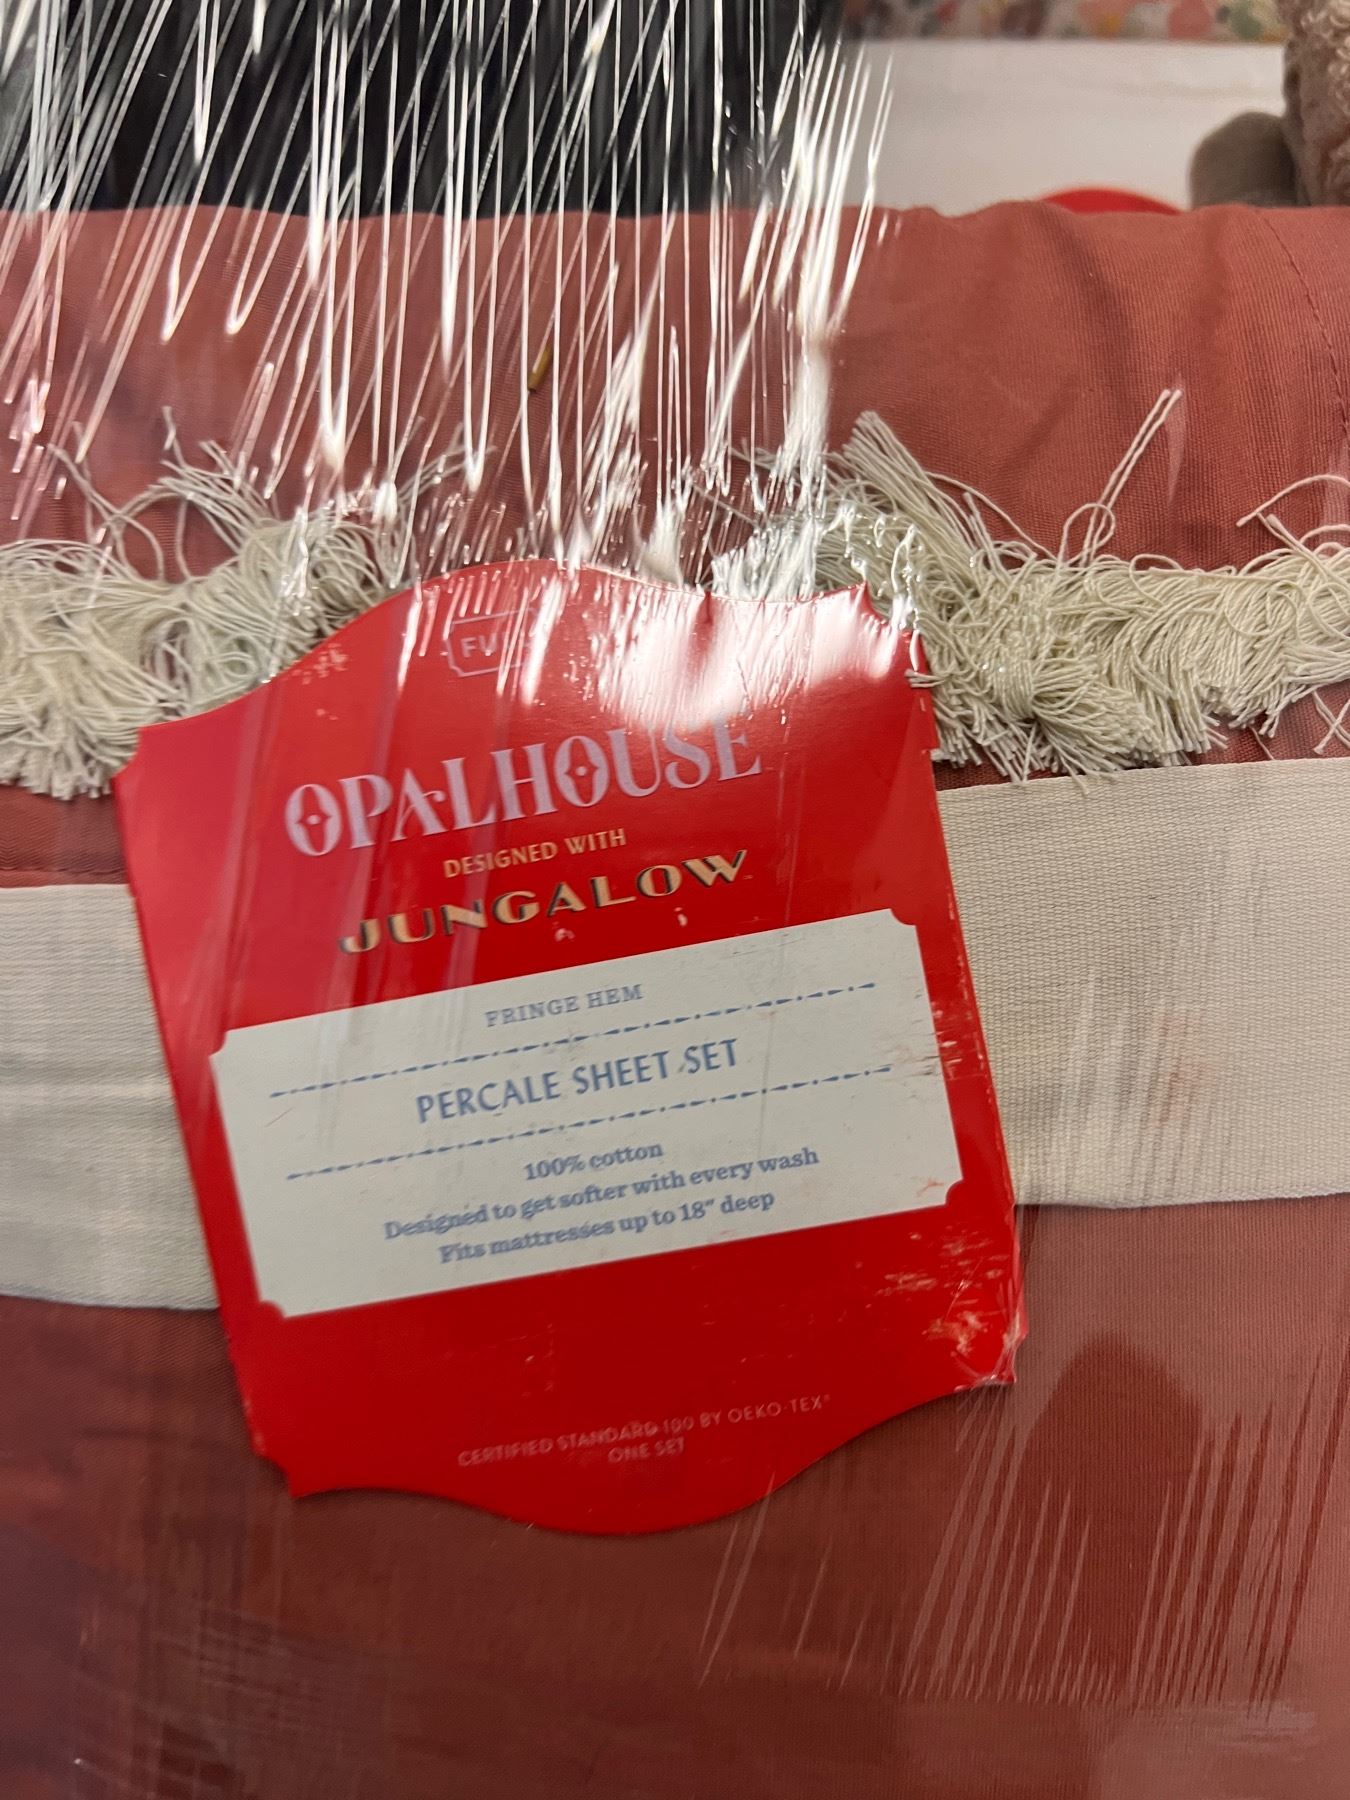 OPALHOUSE
DESIGNED WITH
JUNGALOW
FRINGE HEM
PERCALE SHEET SET
100% cotton
Designed to get softer with every wash
Fits mattresses up to 18" deep
CERTIFIED STANDARD 100 BY OEKO-TEX®
ONE SET